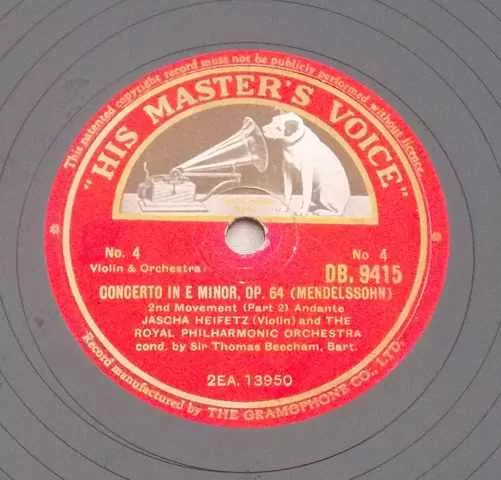 This patented copyright record must not be publicly performed without licence.
"HIS MASTER'S VOICE"
No. 4
No 4
Violin & Orchestra
DB. 9415
CONCERTO IN E MINOR, OP. 64 (MENDELSSOHN)
2nd Movement (Part 2) Andante
JASCHA HEIFETZ (Violin) and THE
ROYAL PHILHARMONIC ORCHESTRA
cond. by Sir Thomas Beecham, Bart.
2EA. 13950
Record manufactured by THE GRAMOPHONE CO., LTD.